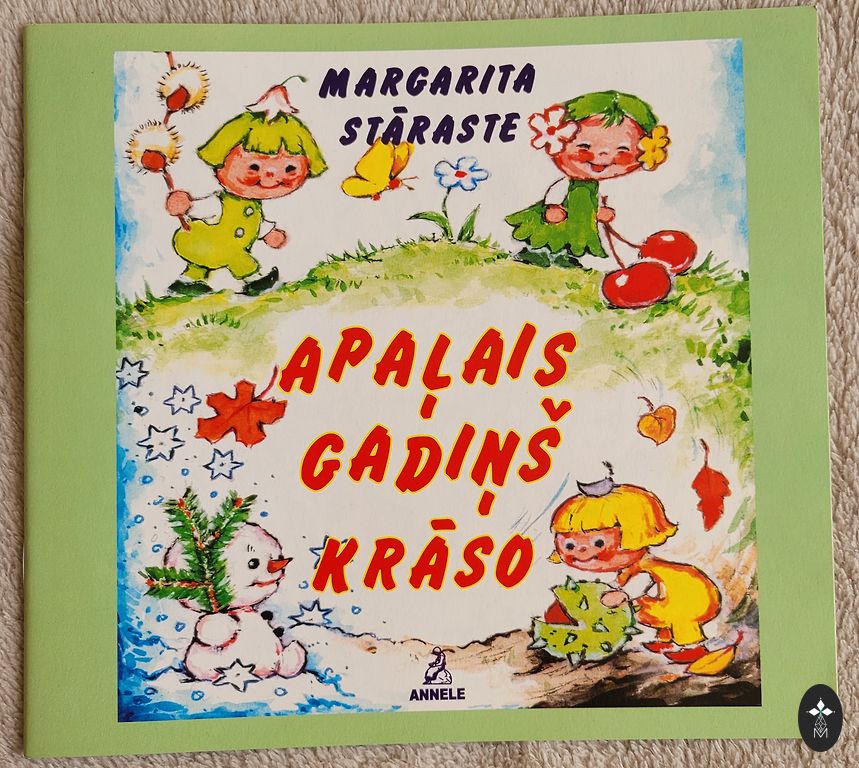 MARGARITA
STĀRASTE
APAĻAIS
GADIŅŠ
KRĀSO
ANNELE
M